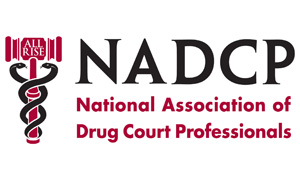 ALL
RISE
NADCP
National Association of
Drug Court Professionals